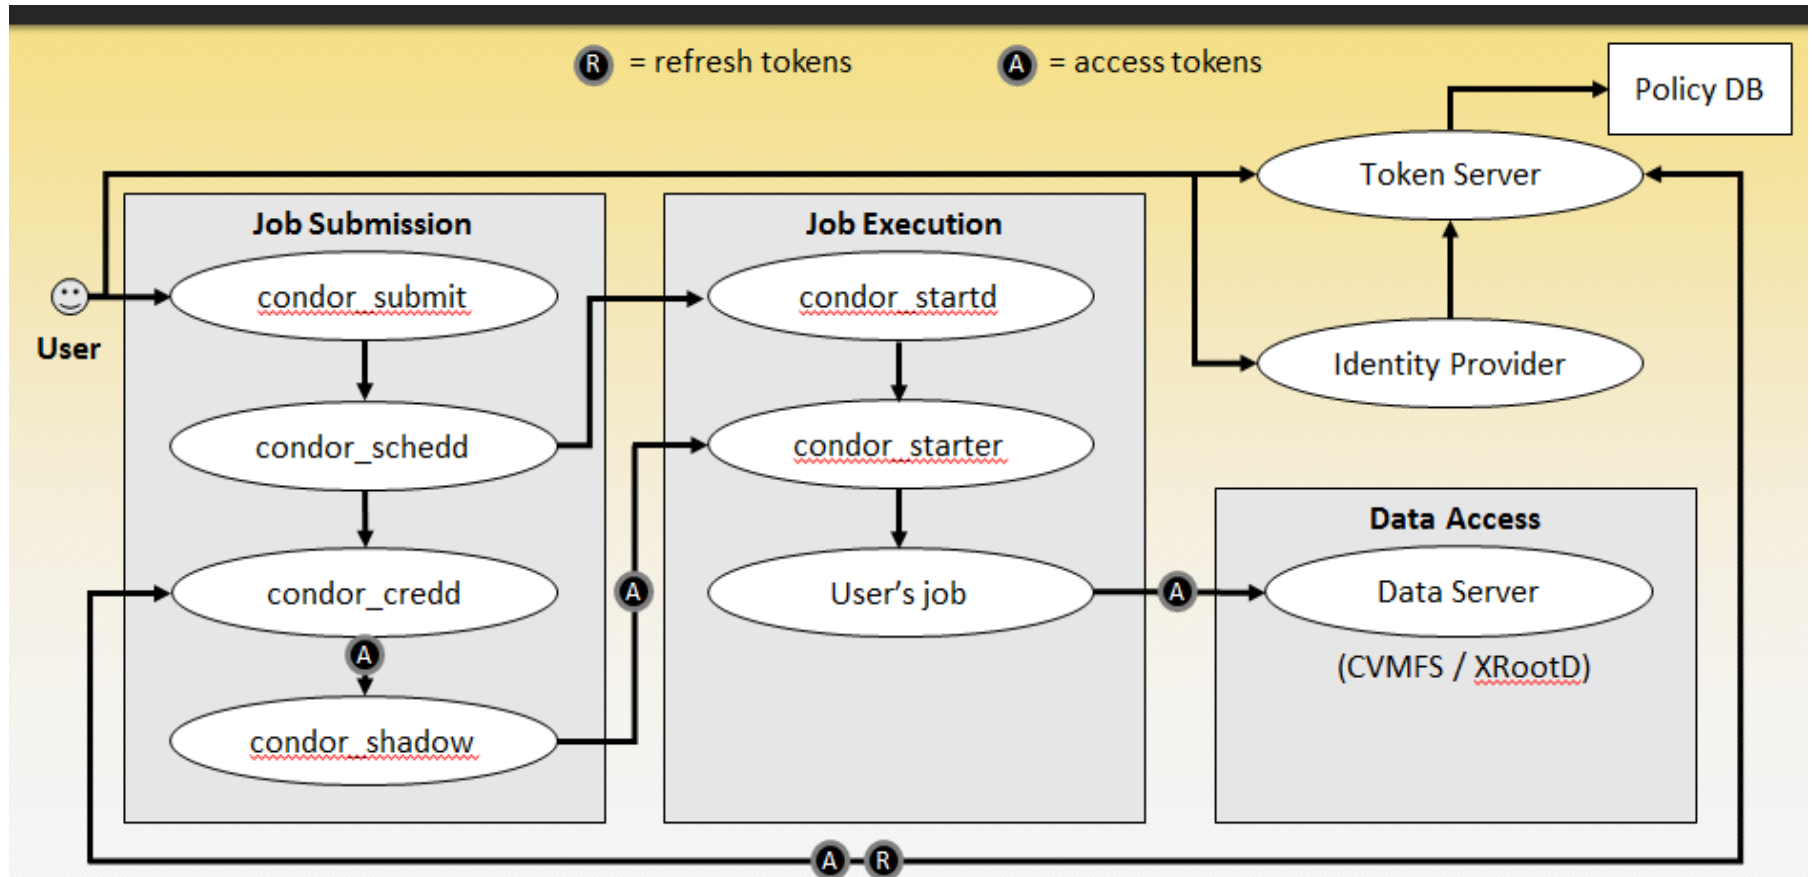 R = refresh tokens
A = access tokens
Policy DB
Token Server
Job Submission
Job Execution
condor_submit
condor_startd
User
Identity Provider
condor_schedd
condor_starter
Data Access
condor_credd
A
User's job
A
Data Server
A
(CVMFS / XRootD)
condor_shadow
A
R